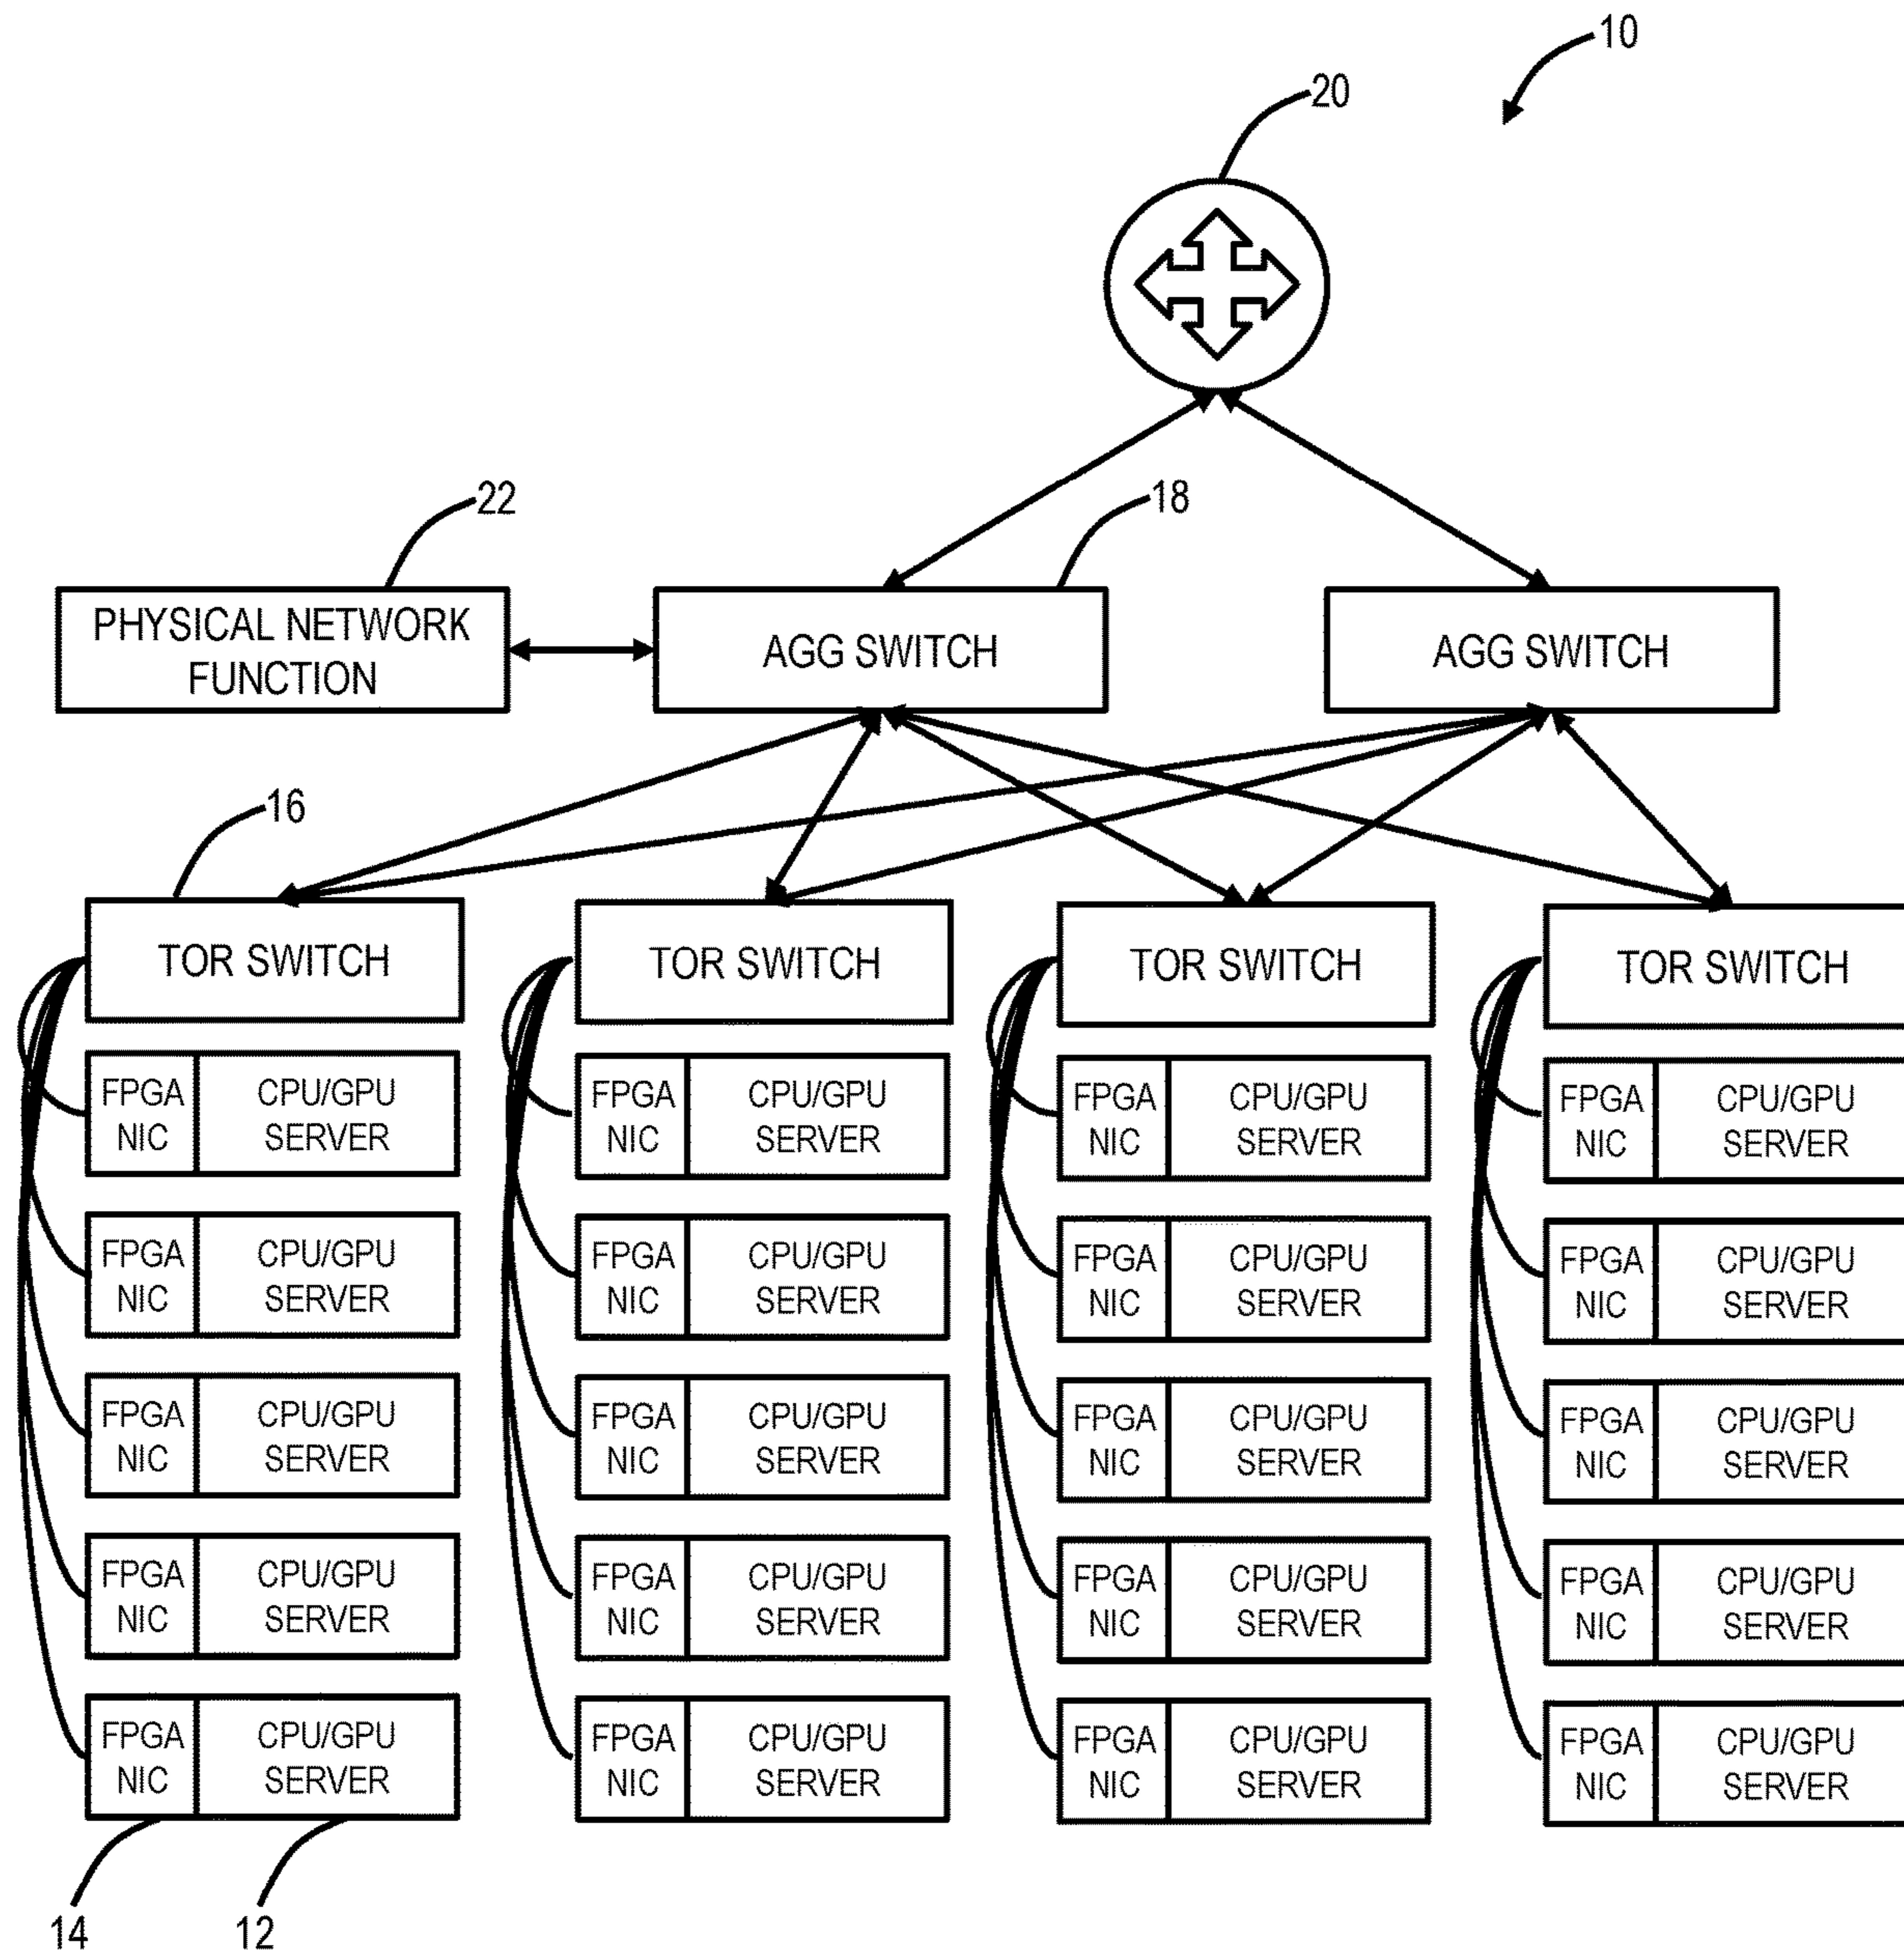 10
20
22
18
PHYSICAL NETWORK
FUNCTION
AGG SWITCH
AGG SWITCH
16
TOR SWITCH
TOR SWITCH
TOR SWITCH
TOR SWITCH
FPGA CPU/GPU FPGA CPU/GPU FPGA CPU/GPU FPGA CPU/GPU
NIC SERVER NIC SERVER NIC SERVER NIC SERVER
FPGA CPU/GPU FPGA CPU/GPU FPGA CPU/GPU FPGA CPU/GPU
NIC SERVER NIC SERVER NIC SERVER NIC SERVER
FPGA CPU/GPU FPGA CPU/GPU FPGA CPU/GPU FPGA CPU/GPU
NIC SERVER NIC SERVER NIC SERVER NIC SERVER
FPGA CPU/GPU FPGA CPU/GPU FPGA CPU/GPU FPGA CPU/GPU
NIC SERVER NIC SERVER NIC SERVER NIC SERVER
FPGA CPU/GPU FPGA CPU/GPU FPGA CPU/GPU FPGA CPU/GPU
NIC SERVER NIC SERVER NIC SERVER NIC SERVER
14
12